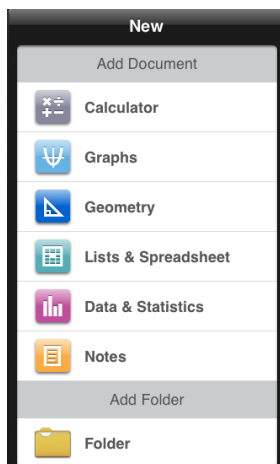 New
Add Document
Calculator
Graphs
Geometry
Lists & Spreadsheet
Data & Statistics
Notes
Add Folder
Folder